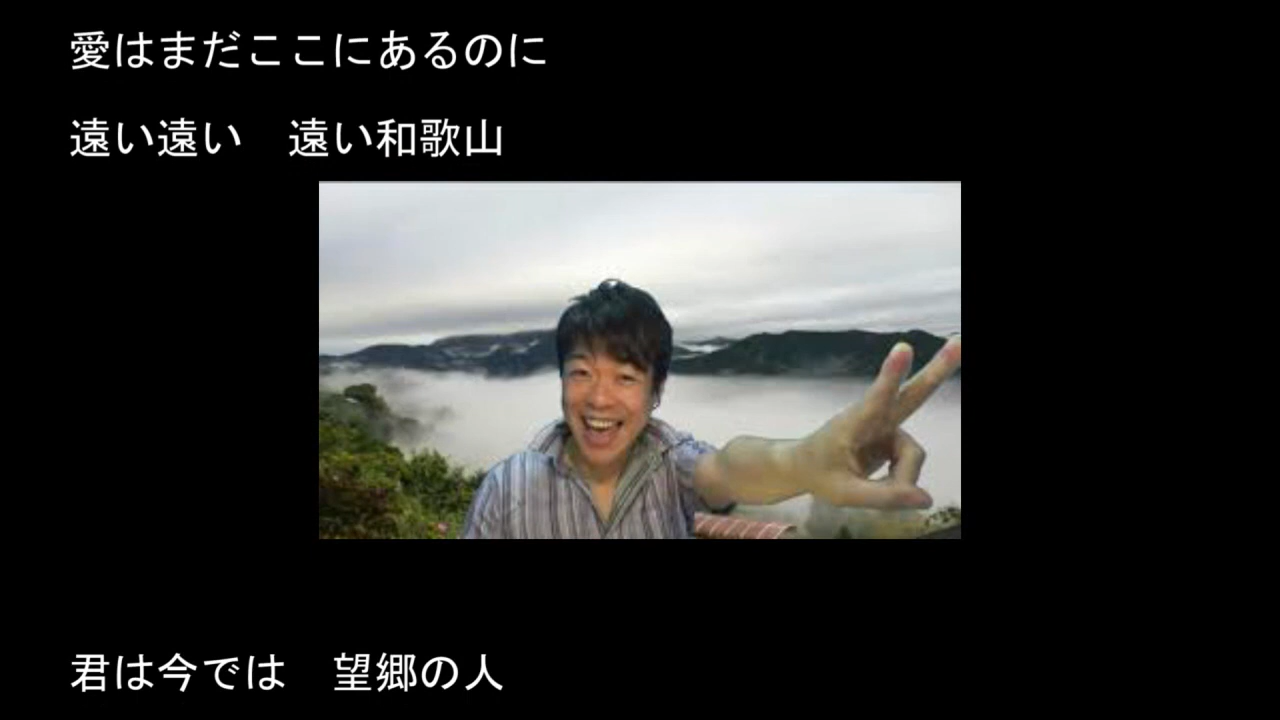 愛はまだここにあるのに
遠い遠い　遠い和歌山
君は今では　望郷の人